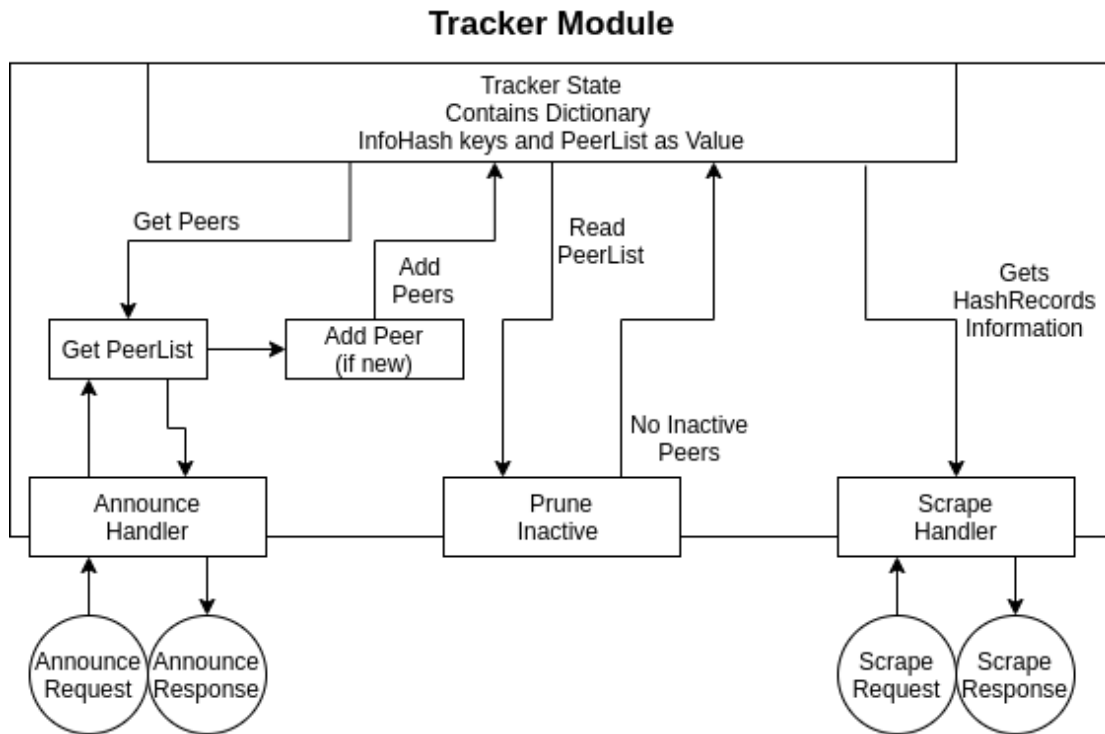 Tracker Module
Tracker State
Contains Dictionary
InfoHash keys and PeerList as Value
Get Peers
Read
PeerList
Add
Peers
Gets
HashRecords
Information
Get PeerList
Add Peer
(if new)
No Inactive
Peers
Announce
Handler
Prune
Inactive
Scrape
Handler
Announce
Request
Announce
Response
Scrape
Request
Scrape
Response